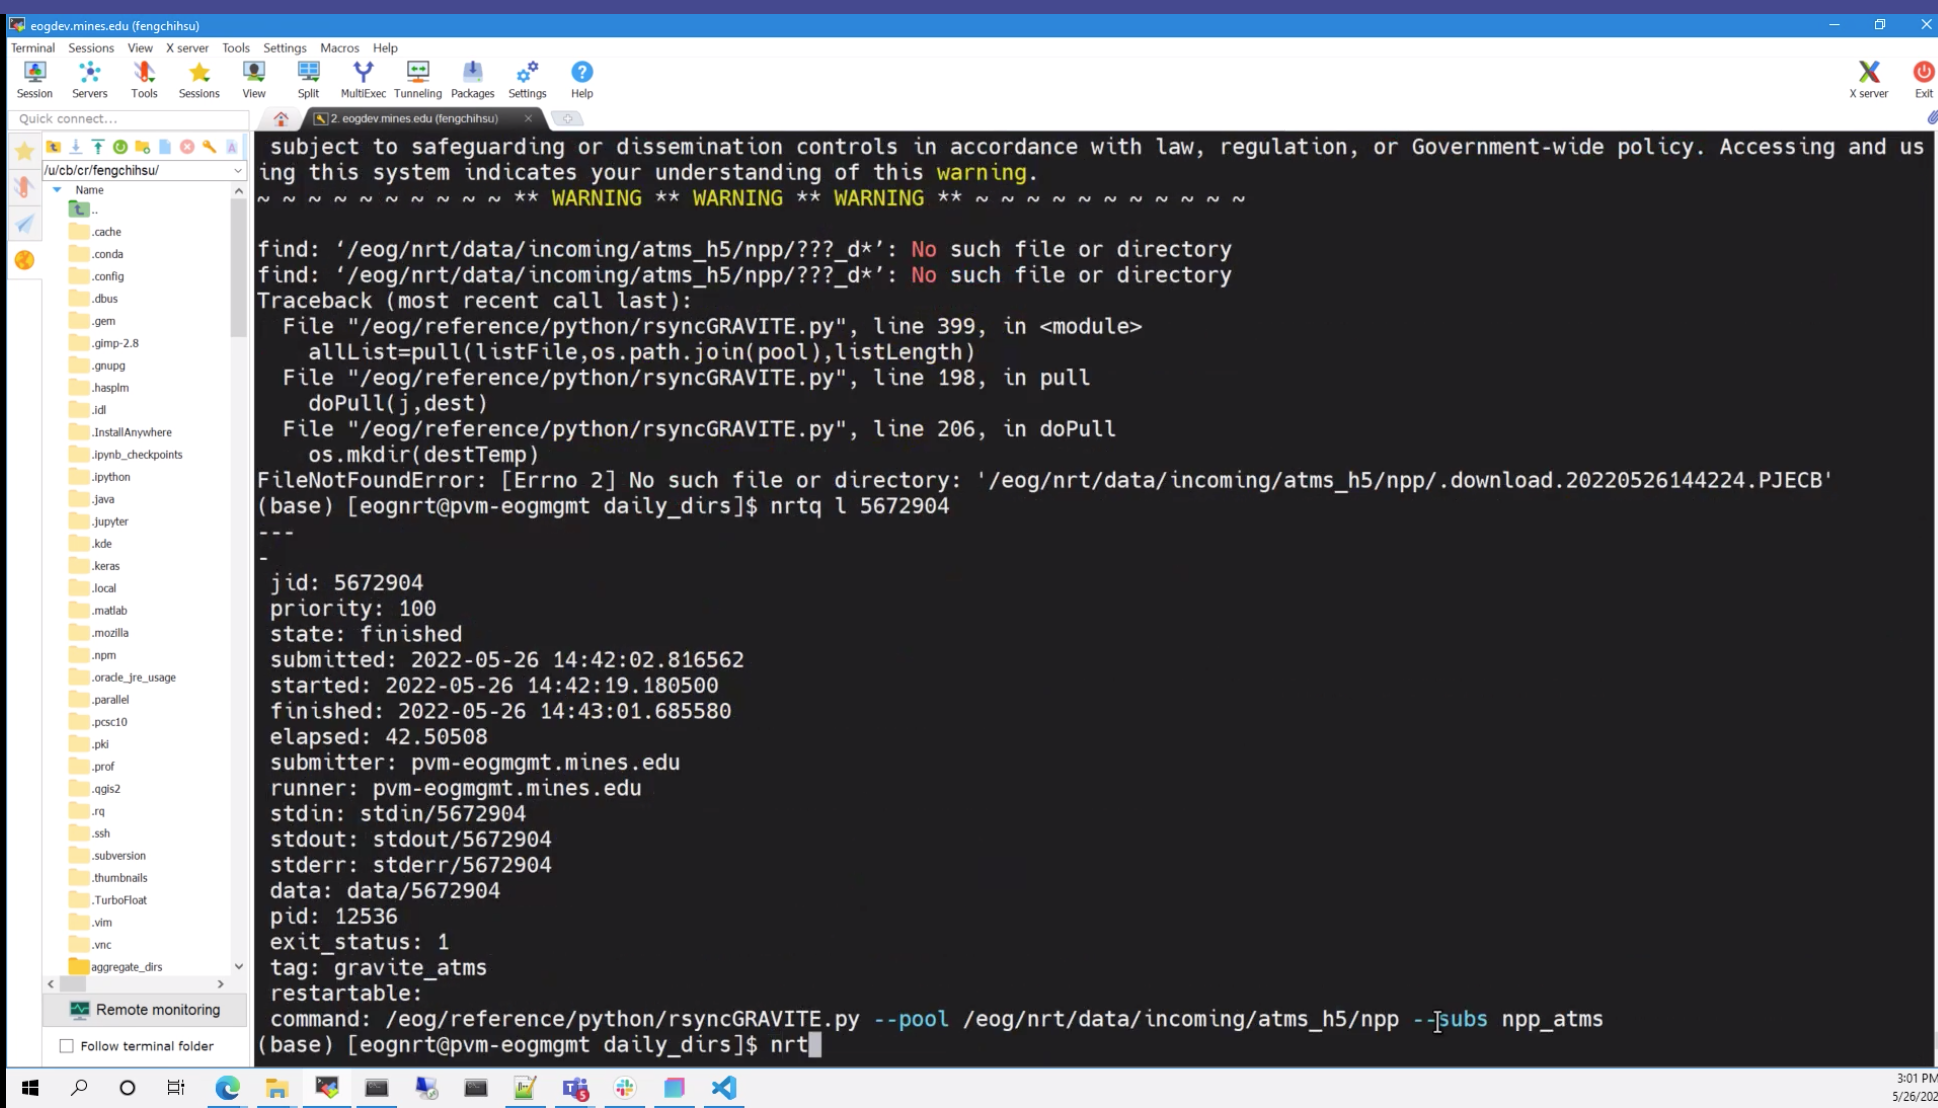 eogdev.mines.edu (fengchihsu)
Terminal Sessions View X server Tools Settings Macros Help
Session Servers Tools Sessions View Split MultiExec Tunneling Packages Settings Help X server Exit
Quick connect...
2. eogdev.mines.edu (fengchihsu)
/u/cb/cr/fengchihsu/
Name
..
.cache
.conda
.config
.dbus
.gem
.gimp-2.8
.gnupg
.hasplm
.idl
.InstallAnywhere
.ipynb_checkpoints
.ipython
.java
.jupyter
.kde
.keras
.local
.matlab
.mozilla
.npm
.oracle_jre_usage
.parallel
.pcsc10
.pki
.prof
.qgis2
.rq
.ssh
.subversion
.thumbnails
.TurboFloat
.vim
.vnc
aggregate_dirs
Remote monitoring
Follow terminal folder
subject to safeguarding or dissemination controls in accordance with law, regulation, or Government-wide policy. Accessing and us
ing this system indicates your understanding of this warning.
~ ~ ~ ~ ~ ~ ~ ~ ~ ~ ** WARNING ** WARNING ** WARNING ** ~ ~ ~ ~ ~ ~ ~ ~ ~ ~ ~
find: ‘/eog/nrt/data/incoming/atms_h5/npp/???_d*’: No such file or directory
find: ‘/eog/nrt/data/incoming/atms_h5/npp/???_d*’: No such file or directory
Traceback (most recent call last):
File "/eog/reference/python/rsyncGRAVITE.py", line 399, in <module>
allList=pull(listFile,os.path.join(pool),listLength)
File "/eog/reference/python/rsyncGRAVITE.py", line 198, in pull
doPull(j,dest)
File "/eog/reference/python/rsyncGRAVITE.py", line 206, in doPull
os.mkdir(destTemp)
FileNotFoundError: [Errno 2] No such file or directory: '/eog/nrt/data/incoming/atms_h5/npp/.download.20220526144224.PJECB'
(base) [eognrt@pvm-eogmgmt daily_dirs]$ nrtq l 5672904
---
-
jid: 5672904
priority: 100
state: finished
submitted: 2022-05-26 14:42:02.816562
started: 2022-05-26 14:42:19.180500
finished: 2022-05-26 14:43:01.685580
elapsed: 42.50508
submitter: pvm-eogmgmt.mines.edu
runner: pvm-eogmgmt.mines.edu
stdin: stdin/5672904
stdout: stdout/5672904
stderr: stderr/5672904
data: data/5672904
pid: 12536
exit_status: 1
tag: gravite_atms
restartable:
command: /eog/reference/python/rsyncGRAVITE.py --pool /eog/nrt/data/incoming/atms_h5/npp --subs npp_atms
(base) [eognrt@pvm-eogmgmt daily_dirs]$ nrt
3:01 PM
5/26/202